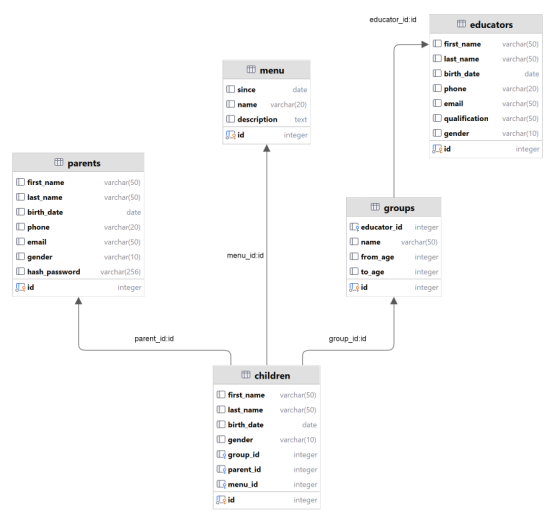 educator_id:id
educators
first_name varchar(50)
last_name varchar(50)
birth_date date
phone varchar(20)
email varchar(50)
qualification varchar(50)
gender varchar(10)
id integer
menu
since date
name varchar(20)
description text
id integer
parents
first_name varchar(50)
last_name varchar(50)
birth_date date
phone varchar(20)
email varchar(50)
gender varchar(10)
hash_password varchar(256)
id integer
groups
educator_id integer
name varchar(50)
from_age integer
to_age integer
id integer
menu_id:id
parent_id:id
group_id:id
children
first_name varchar(50)
last_name varchar(50)
birth_date date
gender varchar(10)
group_id integer
parent_id integer
menu_id integer
id integer